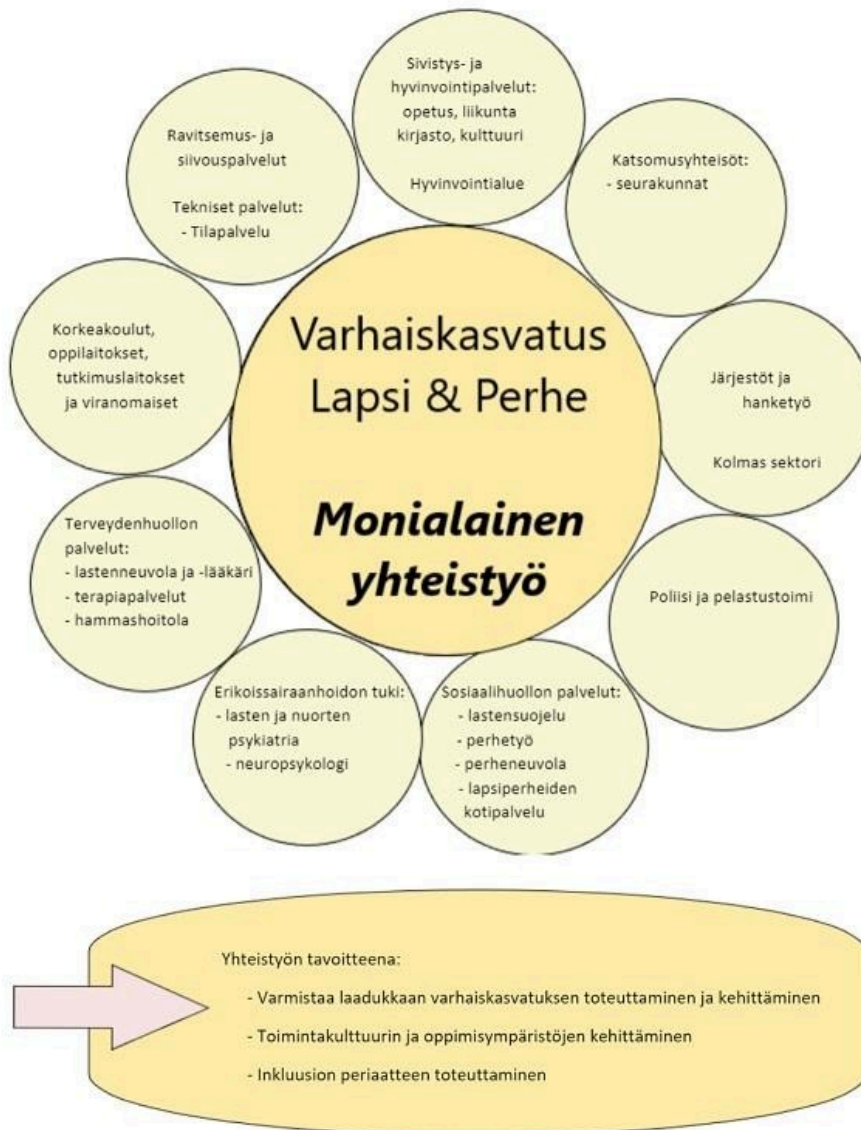 Varhaiskasvatus
Lapsi & Perhe
Monialainen
yhteistyö
Sivistys- ja
hyvinvointipalvelut:
opetus, liikunta
kirjasto, kulttuuri
Hyvinvointialue
Katsomusyhteisöt:
- seurakunnat
Järjestöt ja
hanketyö
Kolmas sektori
Poliisi ja pelastustoimi
Sosiaalihuollon palvelut:
- lastensuojelu
- perhetyö
- perheneuvola
- lapsiperheiden
kotipalvelu
Erikoissairaanhoidon tuki:
- lasten ja nuorten
psykiatria
- neuropsykologi
Terveydenhuollon
palvelut:
- lastenneuvola ja -lääkäri
- terapiapalvelut
- hammashoitola
Korkeakoulut,
oppilaitokset,
tutkimuslaitokset
ja viranomaiset
Ravitsemus- ja
siivouspalvelut
Tekniset palvelut:
- Tilapalvelu
Yhteistyön tavoitteena:
- Varmistaa laadukkaan varhaiskasvatuksen toteuttaminen ja kehittäminen
- Toimintakulttuurin ja oppimisympäristöjen kehittäminen
- Inkluusion periaatteen toteuttaminen